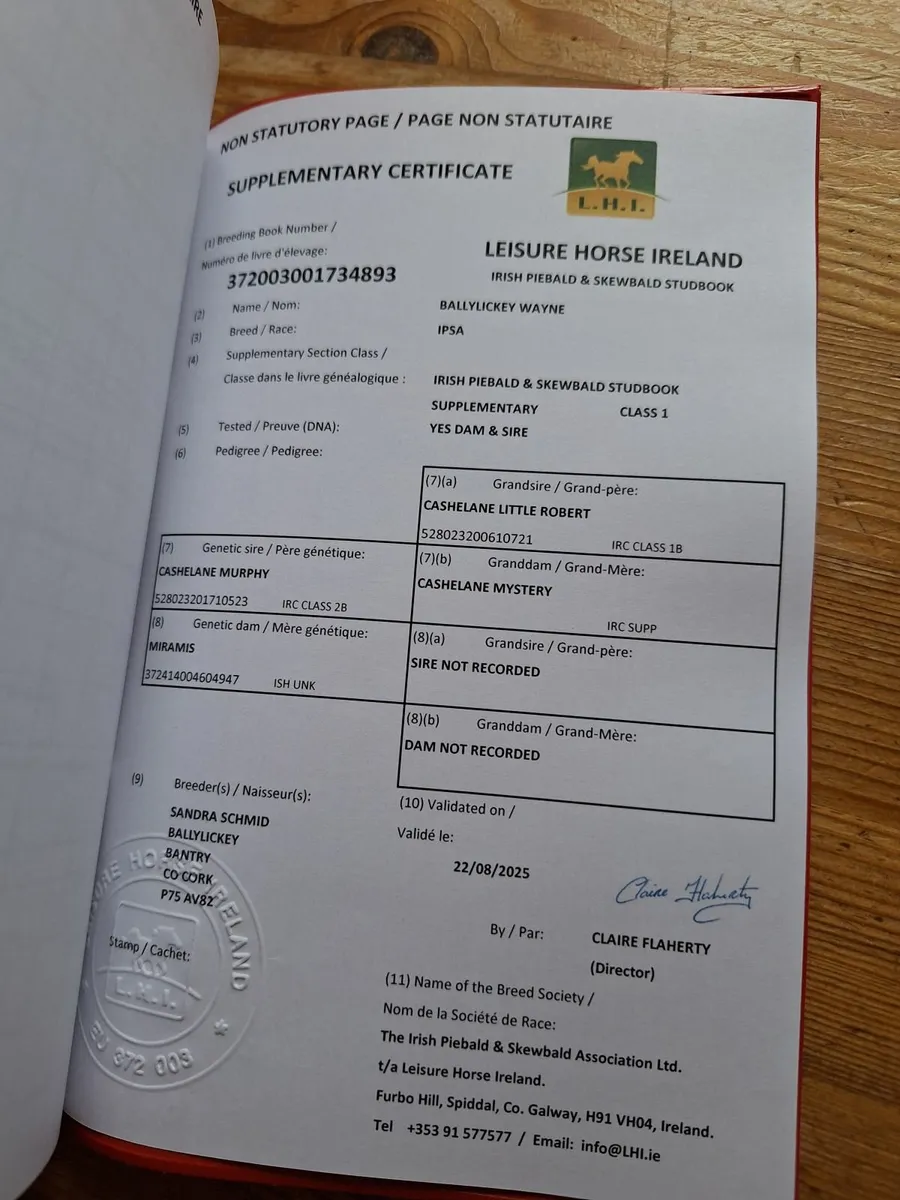 NON STATUTORY PAGE / PAGE NON STATUTAIRE
SUPPLEMENTARY CERTIFICATE
L.H.I.
(1) Breeding Book Number /
Numéro de livre d'élevage:
372003001734893
LEISURE HORSE IRELAND
IRISH PIEBALD & SKEWBALD STUDBOOK
(2) Name / Nom: BALLYLICKEY WAYNE
(3) Breed / Race: IPSA
(4) Supplementary Section Class /
Classe dans le livre généalogique : IRISH PIEBALD & SKEWBALD STUDBOOK
SUPPLEMENTARY CLASS 1
(5) Tested / Preuve (DNA): YES DAM & SIRE
(6) Pedigree / Pedigree:
(7)(a) Grandsire / Grand-père:
CASHELANE LITTLE ROBERT
528023200610721 IRC CLASS 1B
(7) Genetic sire / Père génétique:
CASHELANE MURPHY
528023201710523 IRC CLASS 2B
(7)(b) Granddam / Grand-Mère:
CASHELANE MYSTERY
IRC SUPP
(8) Genetic dam / Mère génétique:
MIRAMIS
372414004604947 ISH UNK
(8)(a) Grandsire / Grand-père:
SIRE NOT RECORDED
(8)(b) Granddam / Grand-Mère:
DAM NOT RECORDED
(9) Breeder(s) / Naisseur(s):
SANDRA SCHMID
BALLYLICKEY
BANTRY
CO CORK
P75 AV82
Stamp / Cachet:
LEISURE HORSE IRELAND
L.H.I.
EU 372 003
(10) Validated on /
Validé le:
22/08/2025
Claire Flaherty
By / Par: CLAIRE FLAHERTY
(Director)
(11) Name of the Breed Society /
Nom de la Société de Race:
The Irish Piebald & Skewbald Association Ltd.
t/a Leisure Horse Ireland.
Furbo Hill, Spiddal, Co. Galway, H91 VH04, Ireland.
Tel +353 91 577577 / Email: info@LHI.ie